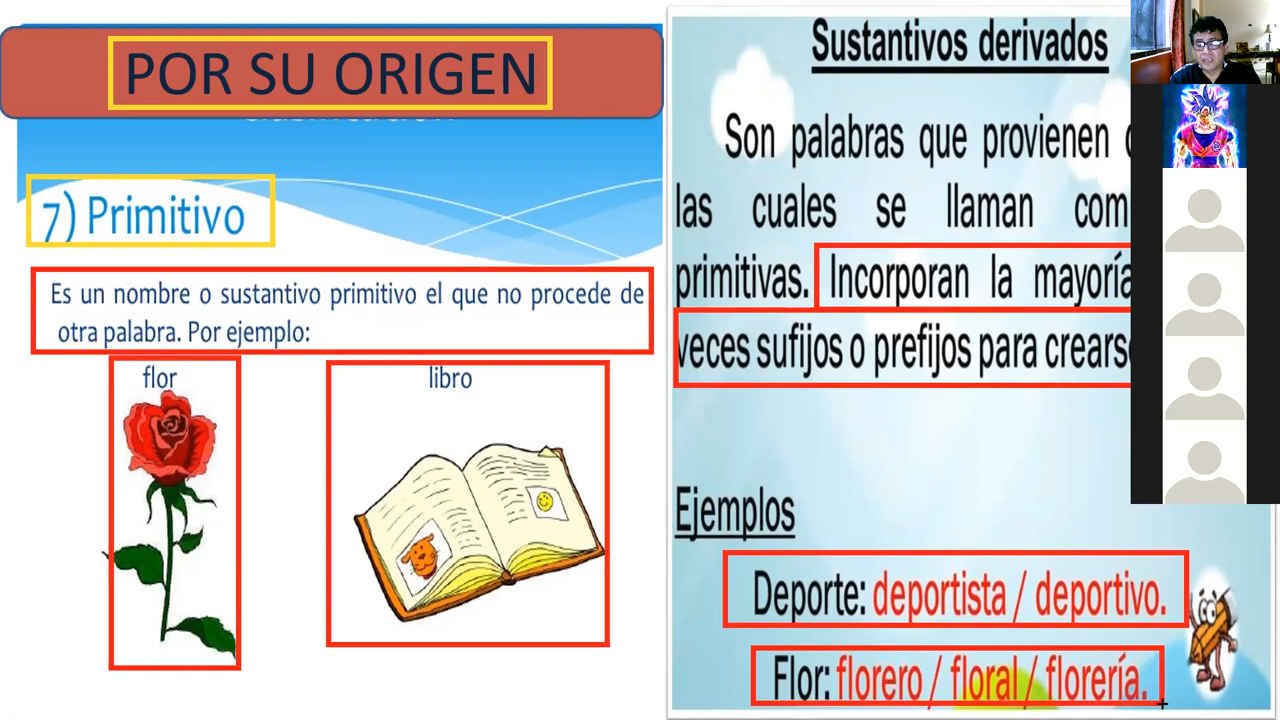 POR SU ORIGEN
7) Primitivo
Es un nombre o sustantivo primitivo el que no procede de
otra palabra. Por ejemplo:
flor
libro
Sustantivos derivados
Son palabras que provienen
las cuales se llaman com
primitivas. Incorporan la mayoría
veces sufijos o prefijos para crears
Ejemplos
Deporte: deportista / deportivo.
Flor: florero / floral / florería.